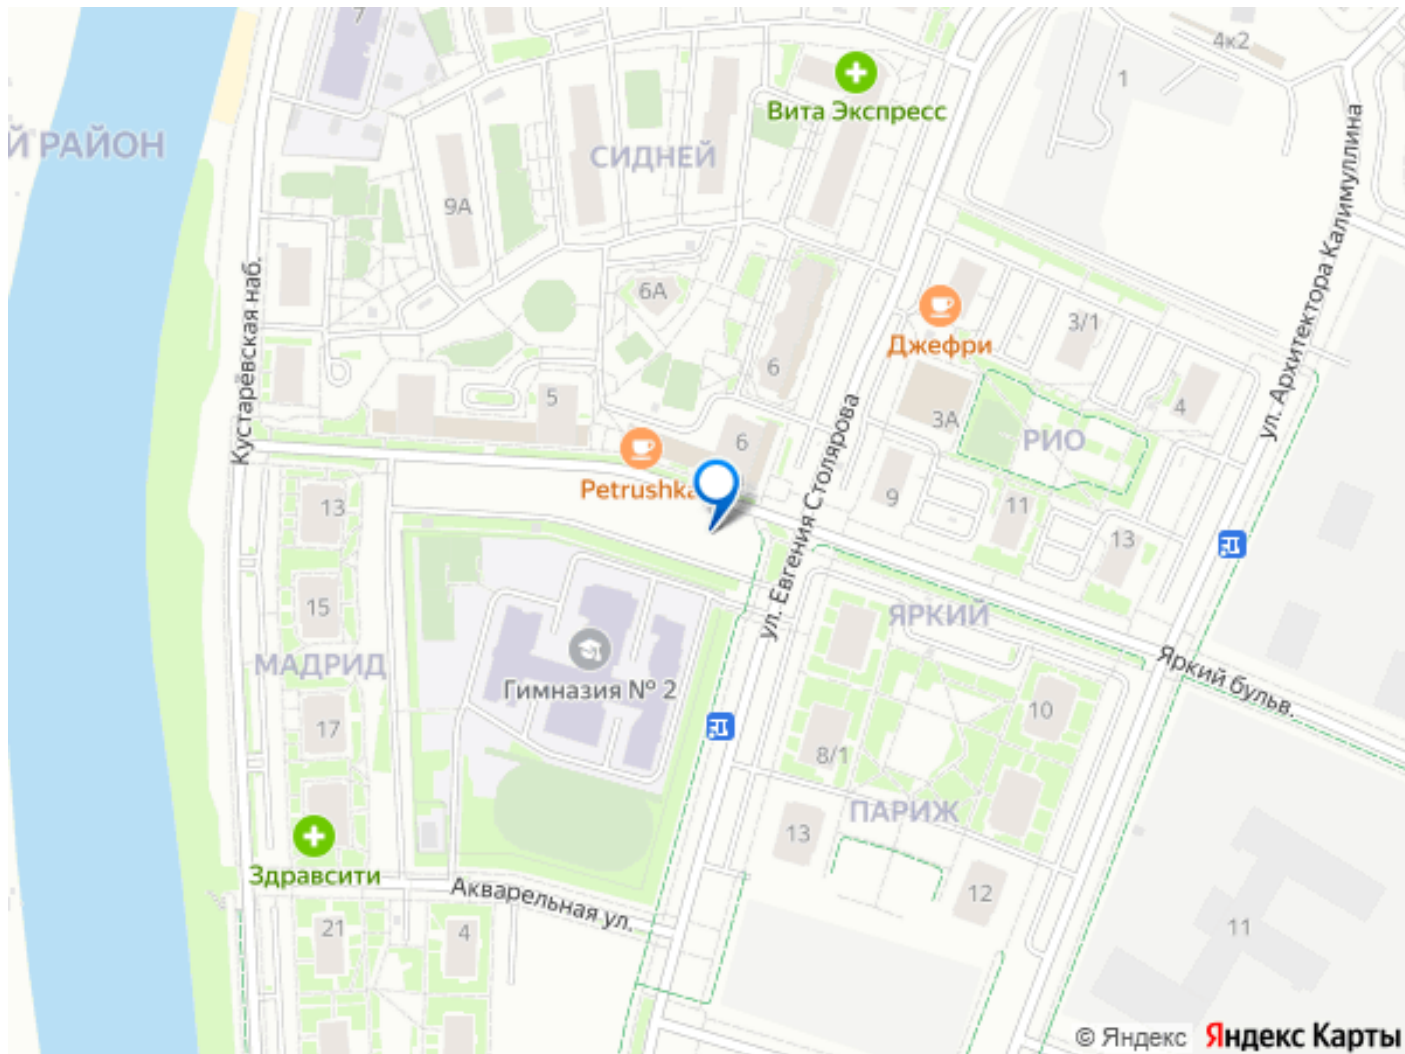 7
4к2
1
Вита Экспресс
Й РАЙОН
СИДНЕЙ
9А
ул. Архитектора Калимуллина
Кустарёвская наб.
6А
3/1
Джефри
6
5
4
3А
РИО
6
ул. Евгения Столярова
Petrushka
9
11
13
13
15
ЯРКИЙ
МАДРИД
Гимназия № 2
Яркий бульв.
17
10
8/1
ПАРИЖ
13
Здравсити
Акварельная ул.
12
21
4
11
© Яндекс
Яндекс Карты